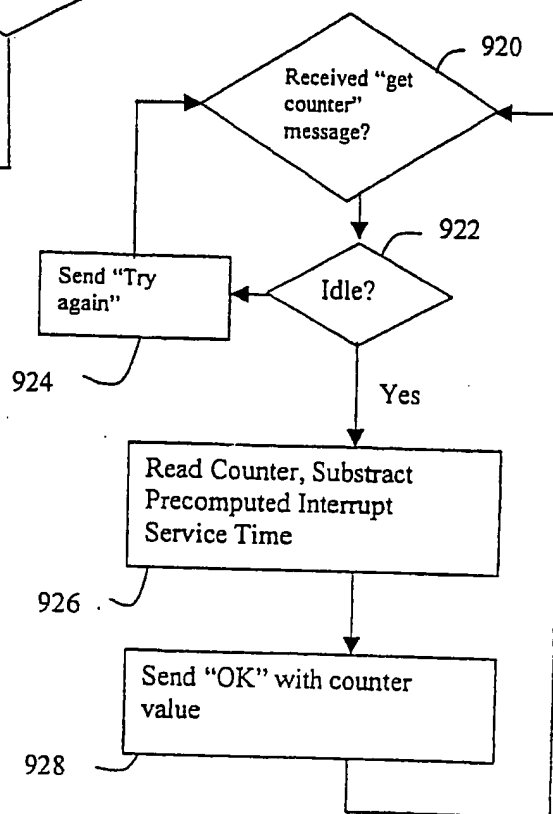 920
Received “get
counter”
message?
922
Idle?
Send “Try
again”
924
Yes
Read Counter, Substract
Precomputed Interrupt
Service Time
926
Send “OK” with counter
value
928